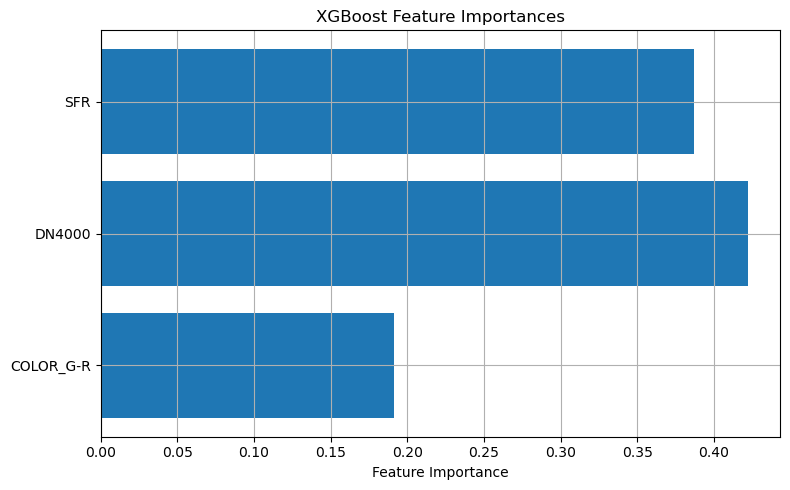 XGBoost Feature Importances
SFR
DN4000
COLOR_G-R
0.00 0.05 0.10 0.15 0.20 0.25 0.30 0.35 0.40
Feature Importance